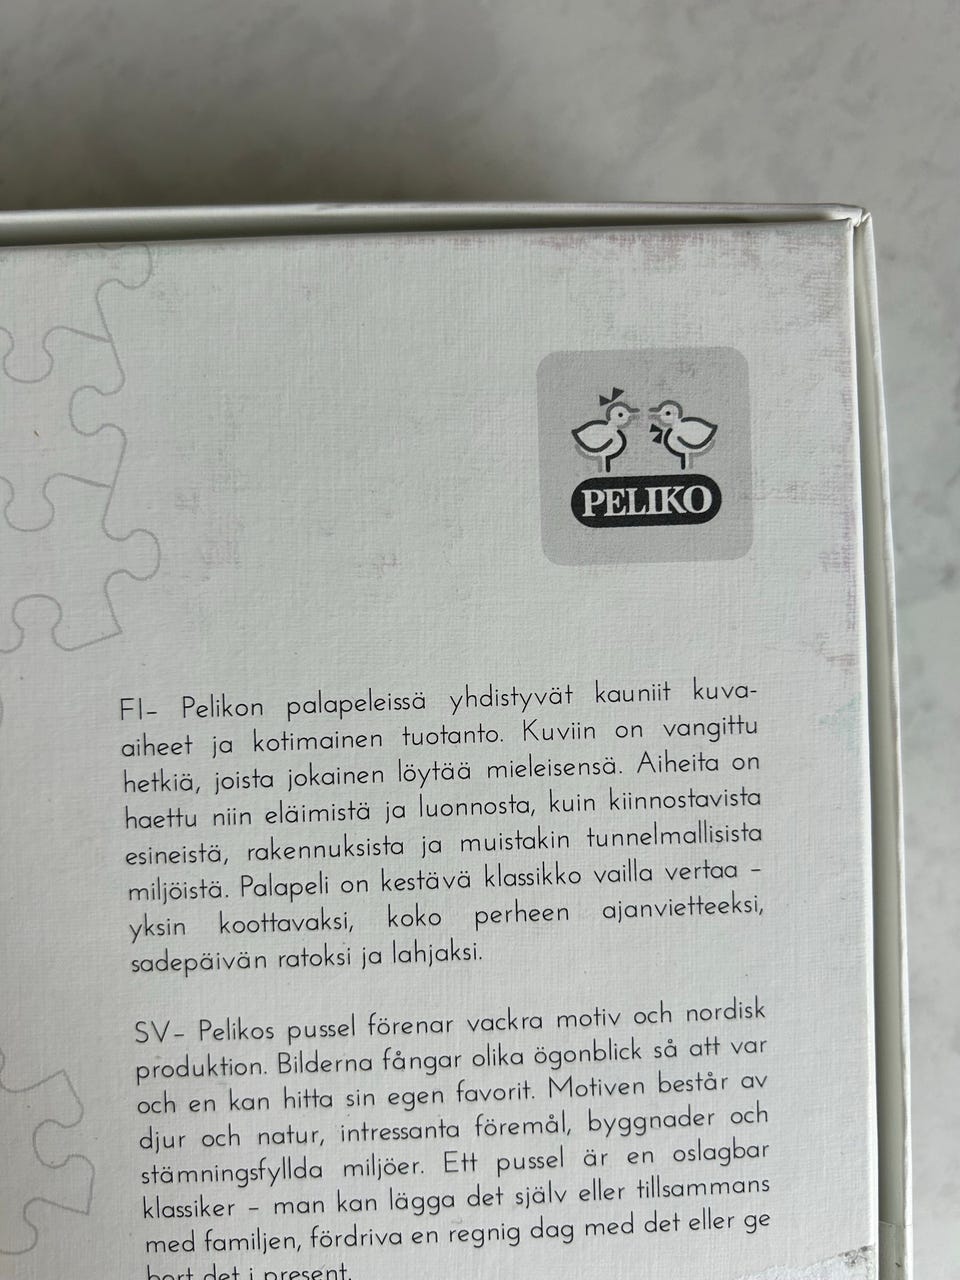 PELIKO
FI- Pelikon palapeleissä yhdistyvät kauniit kuva-
aiheet ja kotimainen tuotanto. Kuviin on vangittu
hetkiä, joista jokainen löytää mieleisensä. Aiheita on
haettu niin eläimistä ja luonnosta, kuin kiinnostavista
esineistä, rakennuksista ja muistakin tunnelmallisista
miljöistä. Palapeli on kestävä klassikko vailla vertaa -
yksin koottavaksi, koko perheen ajanvietteeksi,
sadepäivän ratoksi ja lahjaksi.
SV- Pelikos pussel förenar vackra motiv och nordisk
produktion. Bilderna fångar olika ögonblick så att var
och en kan hitta sin egen favorit. Motiven består av
djur och natur, intressanta föremål, byggnader och
stämningsfyllda miljöer. Ett pussel är en oslagbar
klassiker - man kan lägga det själv eller tillsammans
med familjen, fördriva en regnig dag med det eller ge
bort det i present.